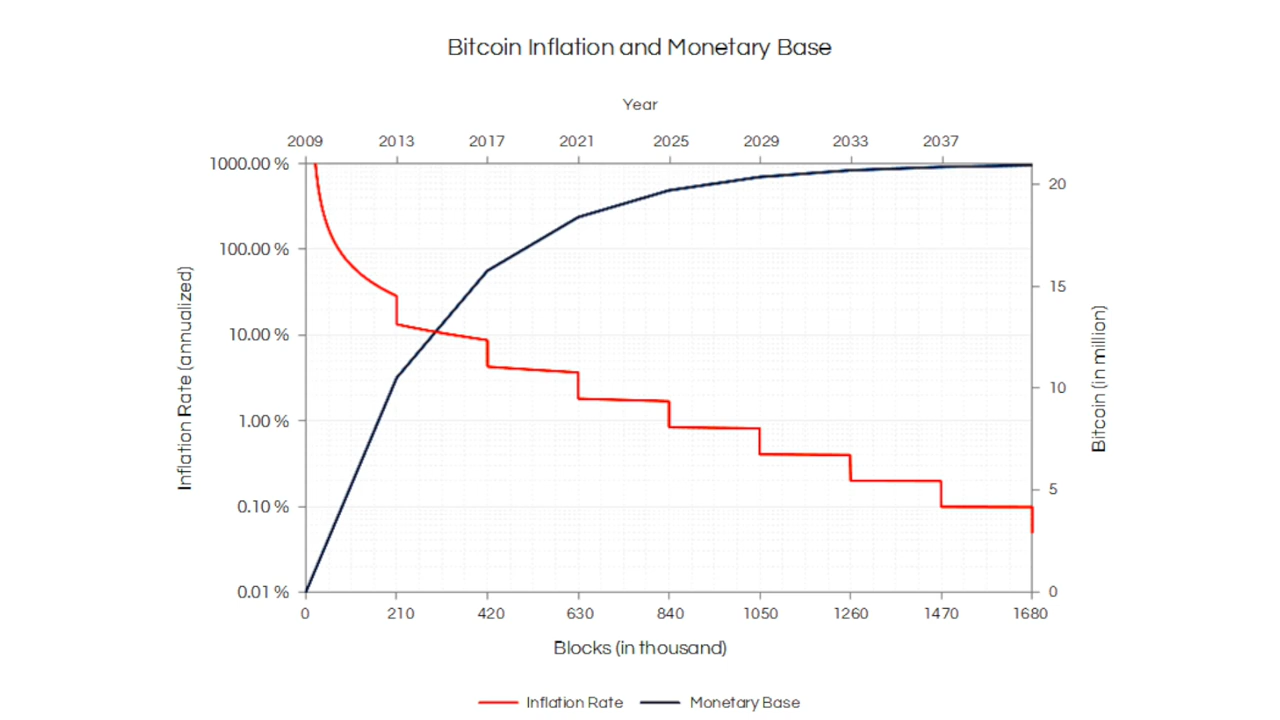 Bitcoin Inflation and Monetary Base
Year
2009 2013 2017 2021 2025 2029 2033 2037
1000.00 %
100.00 %
10.00 %
1.00 %
0.10 %
0.01 %
Inflation Rate (annualized)
20
15
10
5
0
Bitcoin (in million)
0 210 420 630 840 1050 1260 1470 1680
Blocks (in thousand)
Inflation Rate Monetary Base